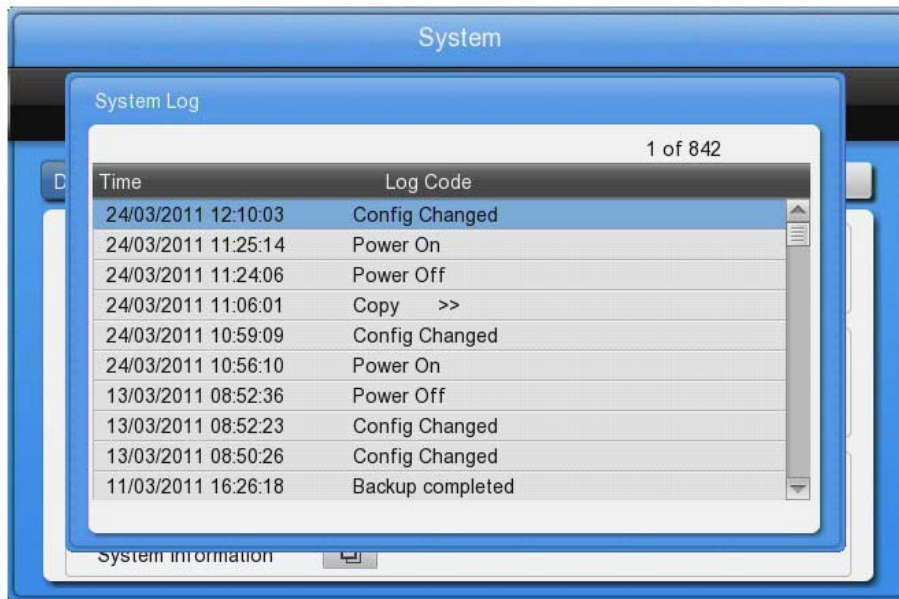 System
System Log
1 of 842
D
Time Log Code
24/03/2011 12:10:03 Config Changed
24/03/2011 11:25:14 Power On
24/03/2011 11:24:06 Power Off
24/03/2011 11:06:01 Copy >>
24/03/2011 10:59:09 Config Changed
24/03/2011 10:56:10 Power On
13/03/2011 08:52:36 Power Off
13/03/2011 08:52:23 Config Changed
13/03/2011 08:50:26 Config Changed
11/03/2011 16:26:18 Backup completed
System Information